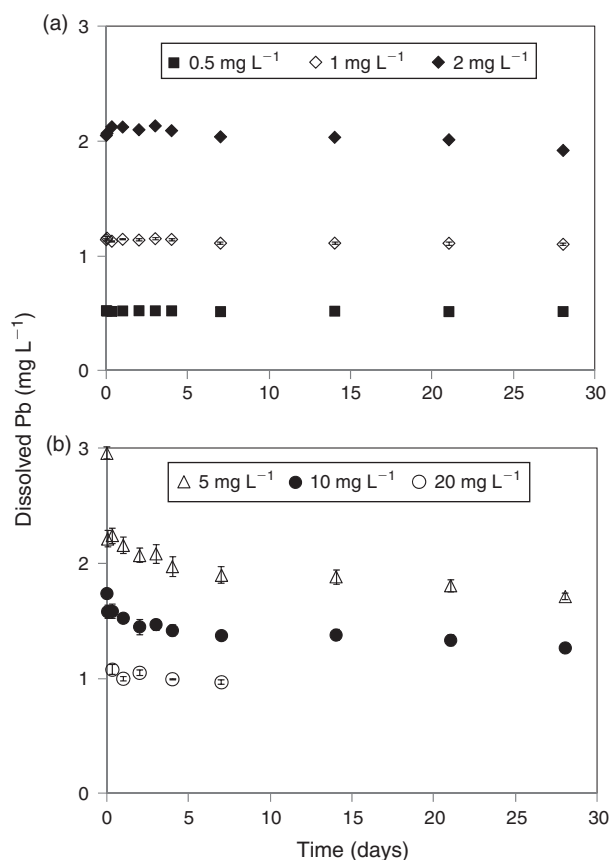 (a)
3
0.5 mg L⁻¹ 1 mg L⁻¹ 2 mg L⁻¹
2
1
0
0 5 10 15 20 25 30
Dissolved Pb (mg L⁻¹)
(b)
3
5 mg L⁻¹ 10 mg L⁻¹ 20 mg L⁻¹
2
1
0
0 5 10 15 20 25 30
Time (days)